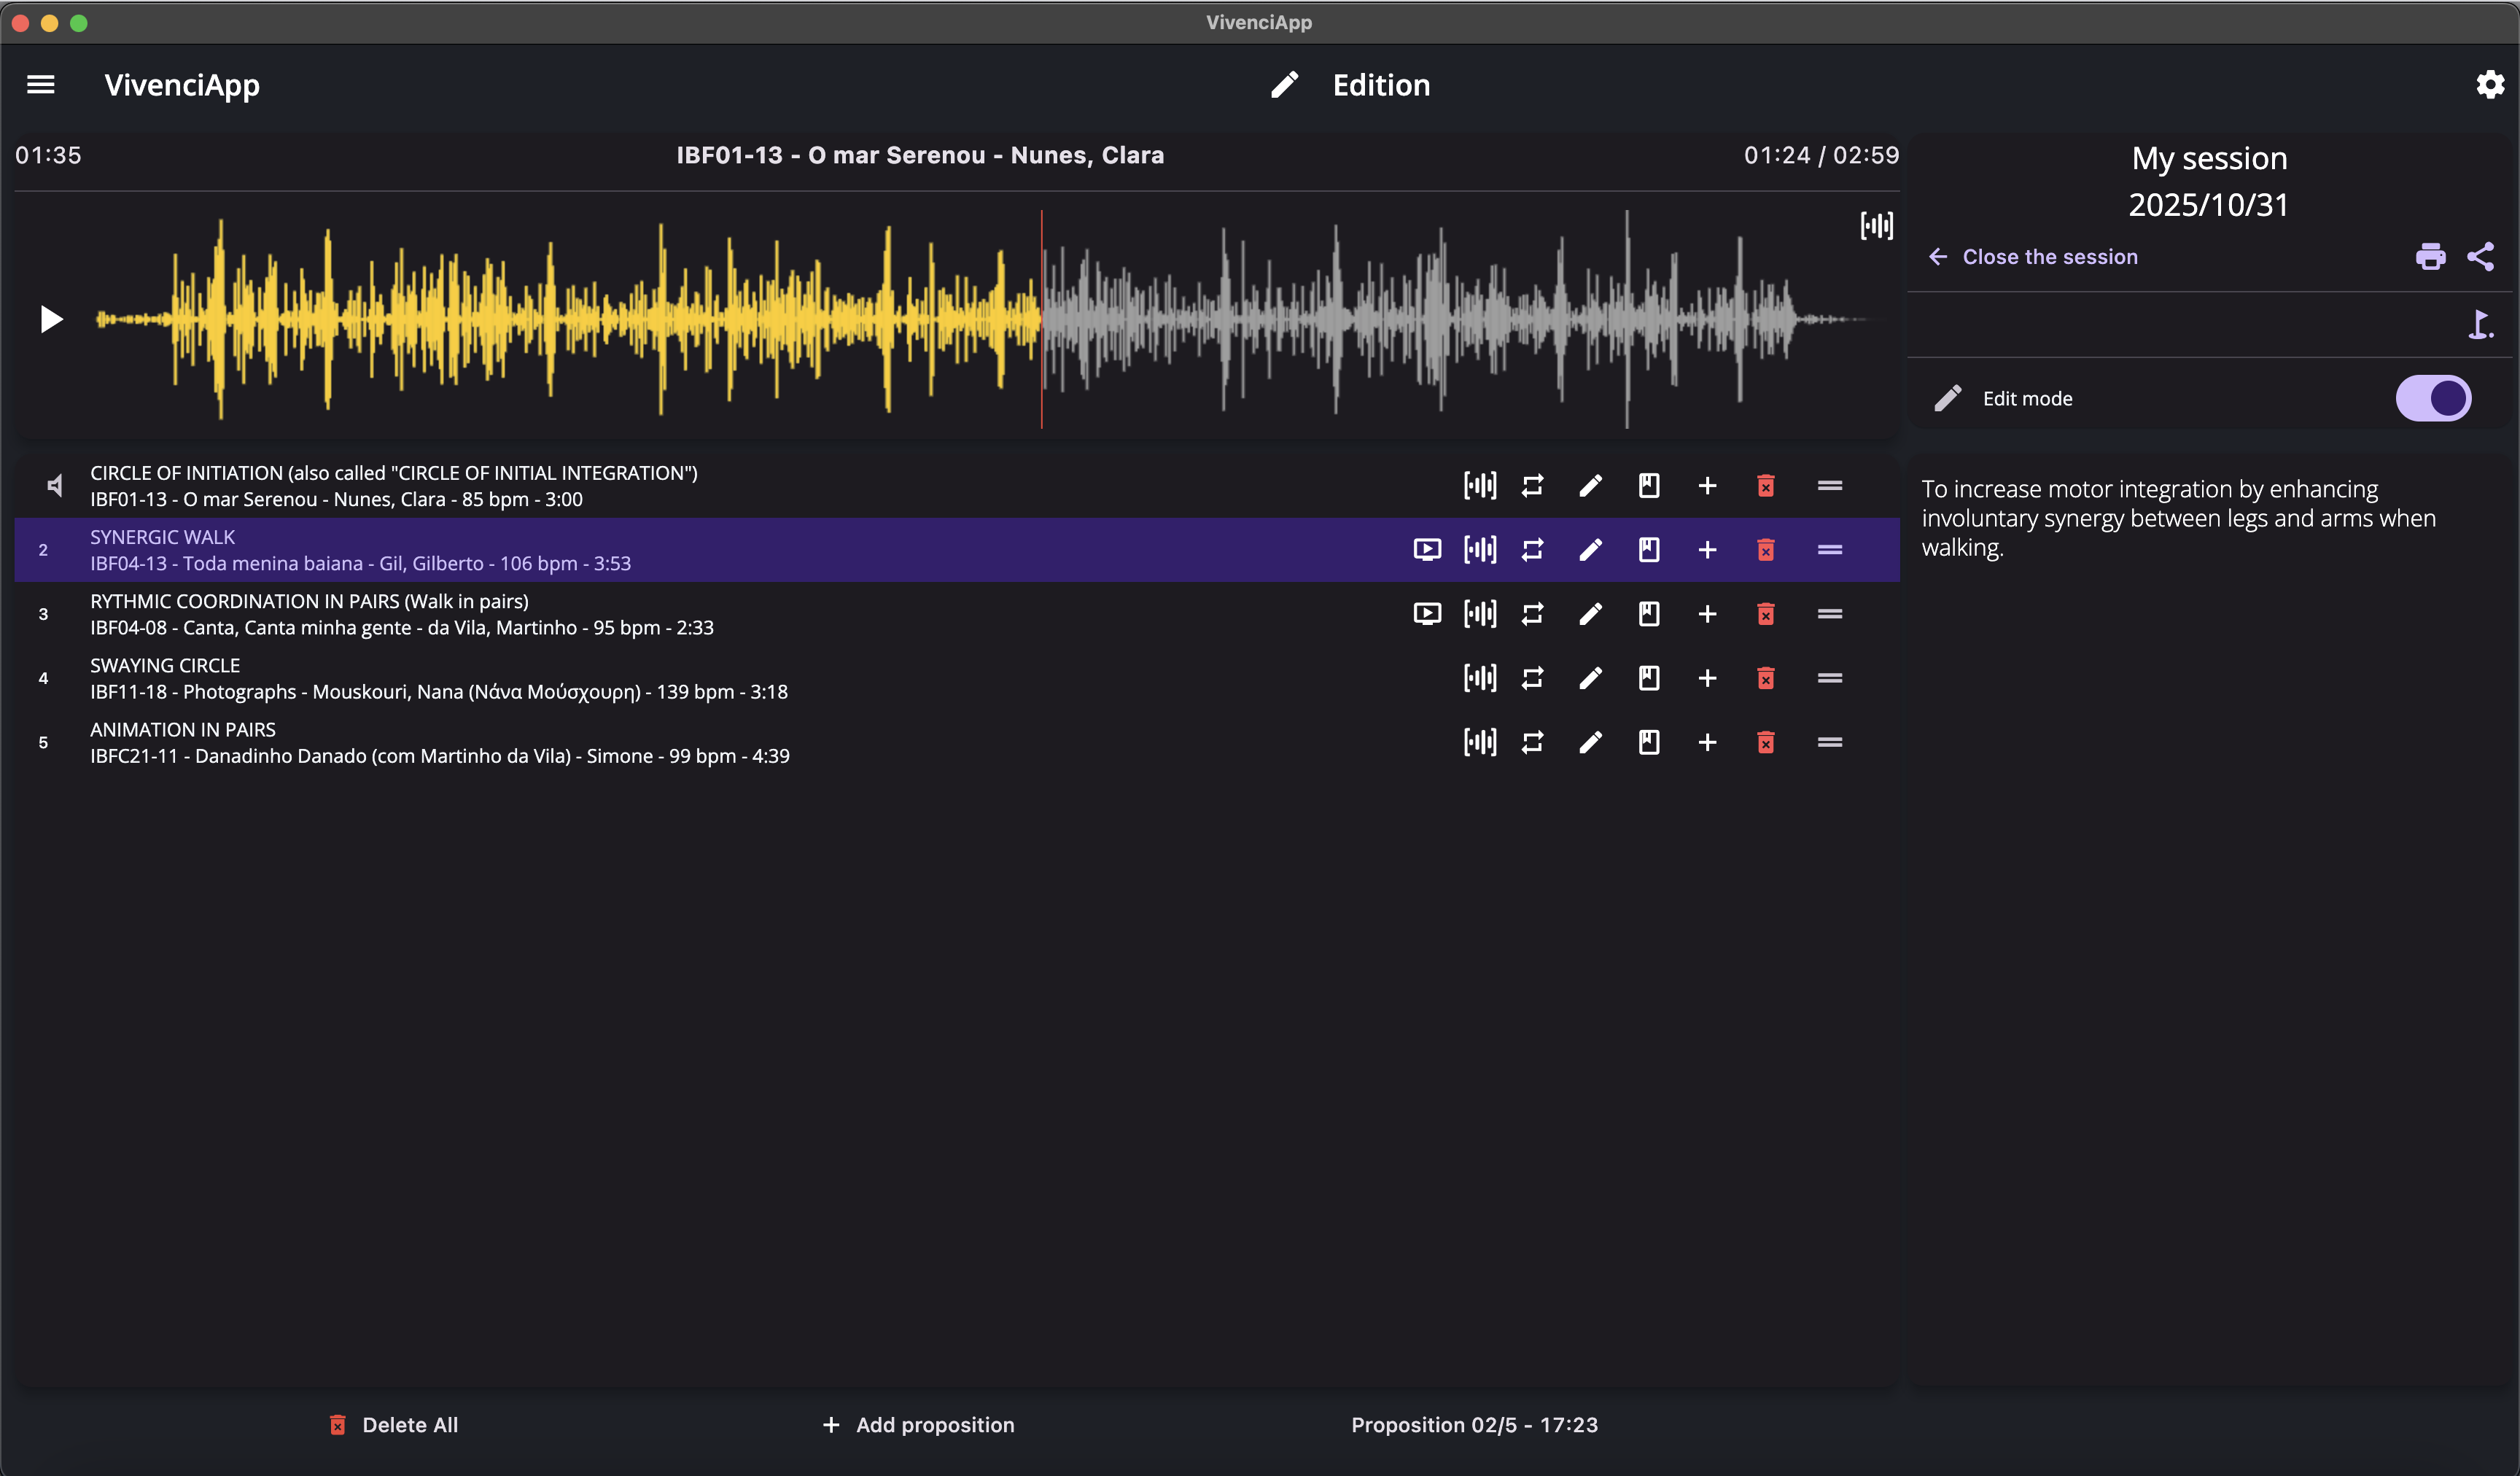 VivenciApp
VivenciApp
Edition
01:35
IBF01-13 - O mar Serenou - Nunes, Clara
01:24 / 02:59
My session
2025/10/31
Close the session
Edit mode
CIRCLE OF INITIATION (also called "CIRCLE OF INITIAL INTEGRATION")
IBF01-13 - O mar Serenou - Nunes, Clara - 85 bpm - 3:00
2
SYNERGIC WALK
IBF04-13 - Toda menina baiana - Gil, Gilberto - 106 bpm - 3:53
3
RYTHMIC COORDINATION IN PAIRS (Walk in pairs)
IBF04-08 - Canta, Canta minha gente - da Vila, Martinho - 95 bpm - 2:33
4
SWAYING CIRCLE
IBF11-18 - Photographs - Mouskouri, Nana (Νάνα Μούσχουρη) - 139 bpm - 3:18
5
ANIMATION IN PAIRS
IBFC21-11 - Danadinho Danado (com Martinho da Vila) - Simone - 99 bpm - 4:39
To increase motor integration by enhancing
involuntary synergy between legs and arms when
walking.
Delete All
Add proposition
Proposition 02/5 - 17:23